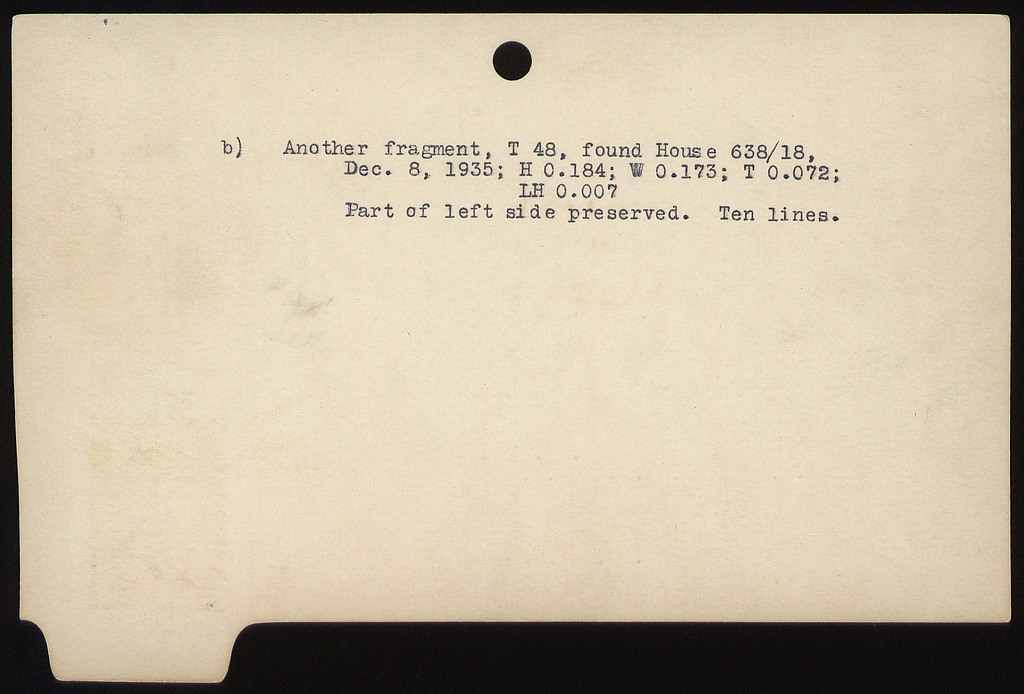 b) Another fragment, T 48, found House 638/18,
Dec. 8, 1935; H 0.184; W 0.173; T 0.072;
LH 0.007
Part of left side preserved. Ten lines.